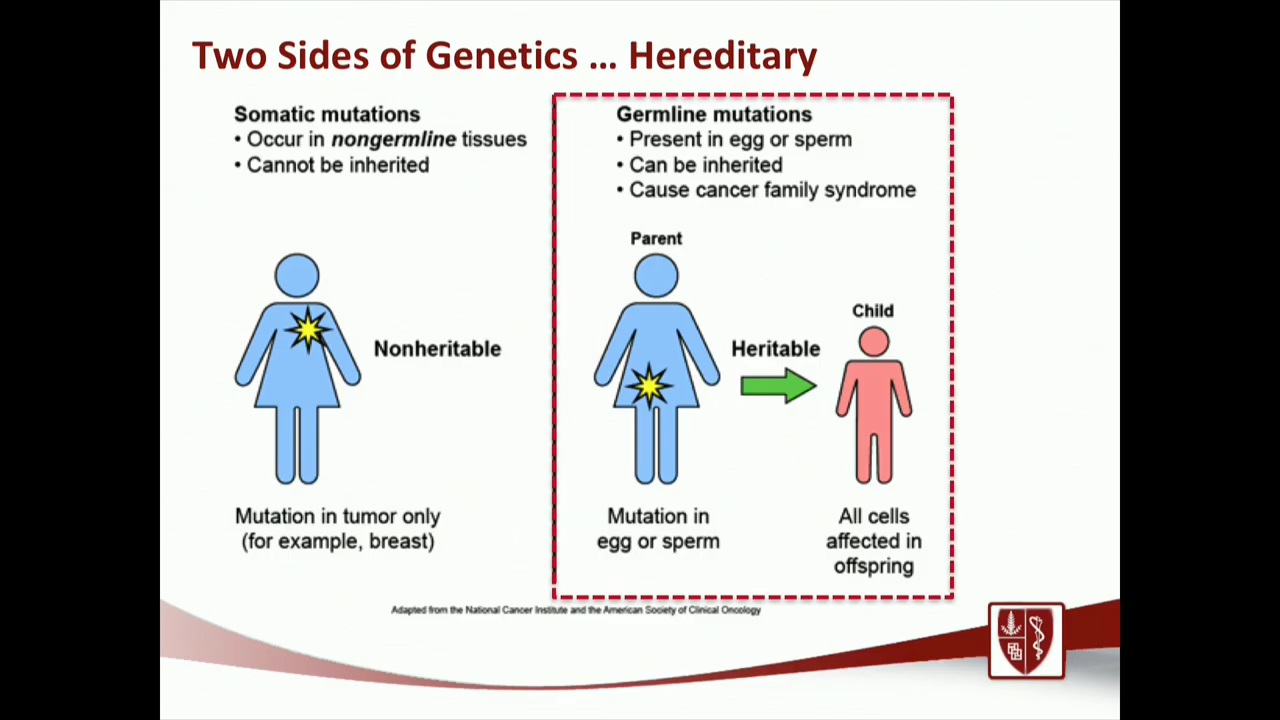 Two Sides of Genetics ... Hereditary
Somatic mutations
• Occur in nongermline tissues
• Cannot be inherited
Nonheritable
Mutation in tumor only
(for example, breast)
Germline mutations
• Present in egg or sperm
• Can be inherited
• Cause cancer family syndrome
Parent
Child
Heritable
Mutation in
egg or sperm
All cells
affected in
offspring
Adapted from the National Cancer Institute and the American Society of Clinical Oncology